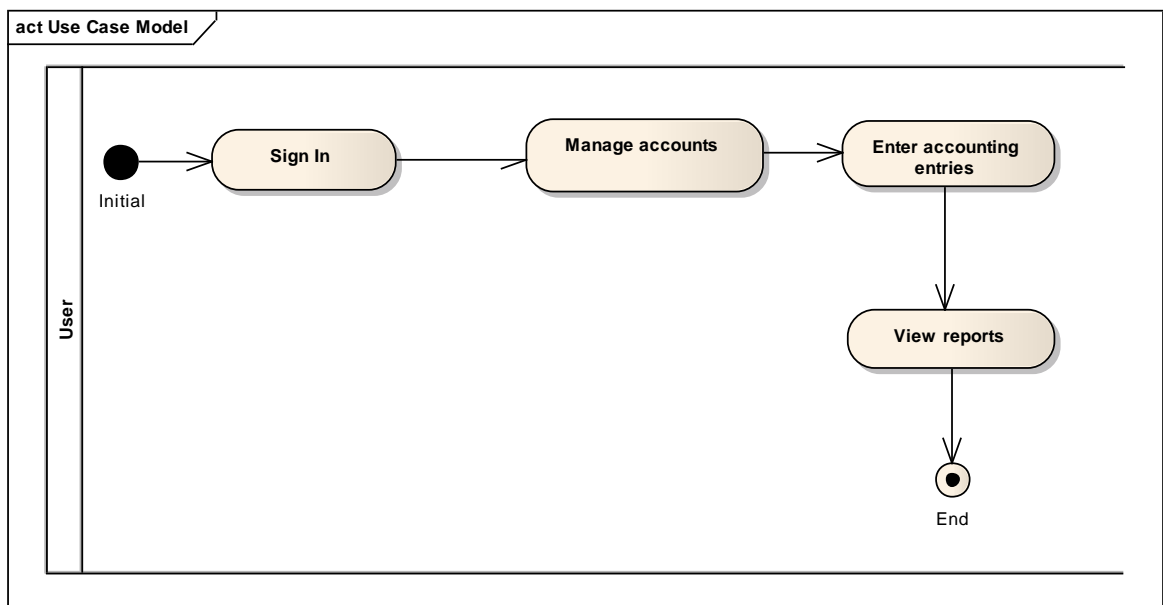 act Use Case Model
User
Initial
Sign In
Manage accounts
Enter accounting
entries
View reports
End